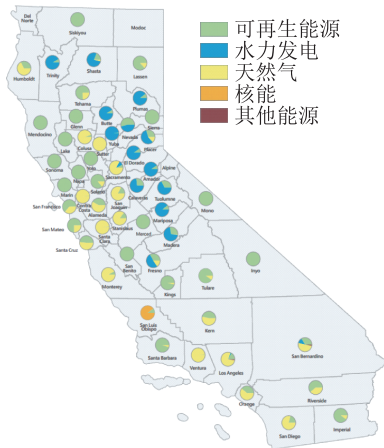 Del
Norte
Siskiyou
Modoc
可再生能源
水力发电
天然气
核能
其他能源
Humboldt
Trinity
Shasta
Lassen
Tehama
Plumas
Mendocino
Glenn
Butte
Sierra
Lake
Colusa
Sutter
Yuba
Nevada
Placer
El Dorado
Sonoma
Napa
Yolo
Sacramento
Amador
Alpine
Marin
Solano
Calaveras
Tuolumne
San Francisco
Contra
Costa
San
Joaquin
Mono
Alameda
Stanislaus
Mariposa
San Mateo
Santa
Clara
Merced
Madera
Santa Cruz
San
Benito
Fresno
Inyo
Monterey
Kings
Tulare
San Luis
Obispo
Kern
Santa Barbara
San Bernardino
Ventura
Los Angeles
Orange
Riverside
San Diego
Imperial